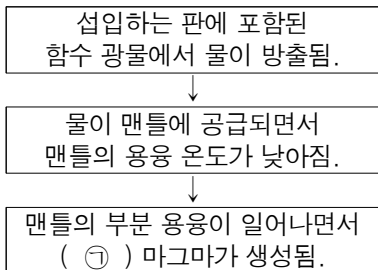 섭입하는 판에 포함된
함수 광물에서 물이 방출됨.
↓
물이 맨틀에 공급되면서
맨틀의 용융 온도가 낮아짐.
↓
맨틀의 부분 용융이 일어나면서
( ㉠ ) 마그마가 생성됨.